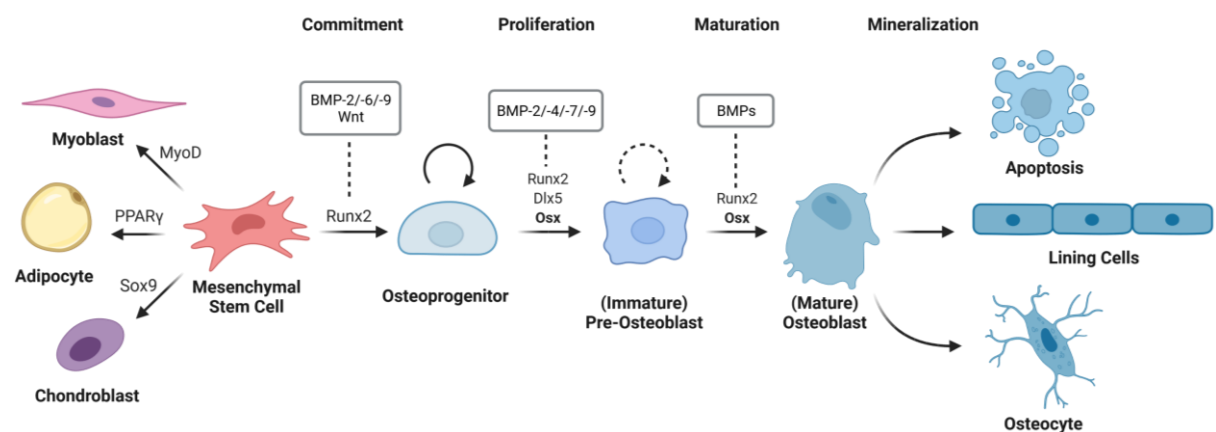 Commitment
Proliferation
Maturation
Mineralization
BMP-2/-6/-9
Wnt
BMP-2/-4/-7/-9
BMPs
Myoblast
MyoD
Apoptosis
PPARγ
Adipocyte
Runx2
Runx2
Dlx5
Osx
Runx2
Osx
Sox9
Mesenchymal
Stem Cell
Osteoprogenitor
(Immature)
Pre-Osteoblast
(Mature)
Osteoblast
Lining Cells
Chondroblast
Osteocyte